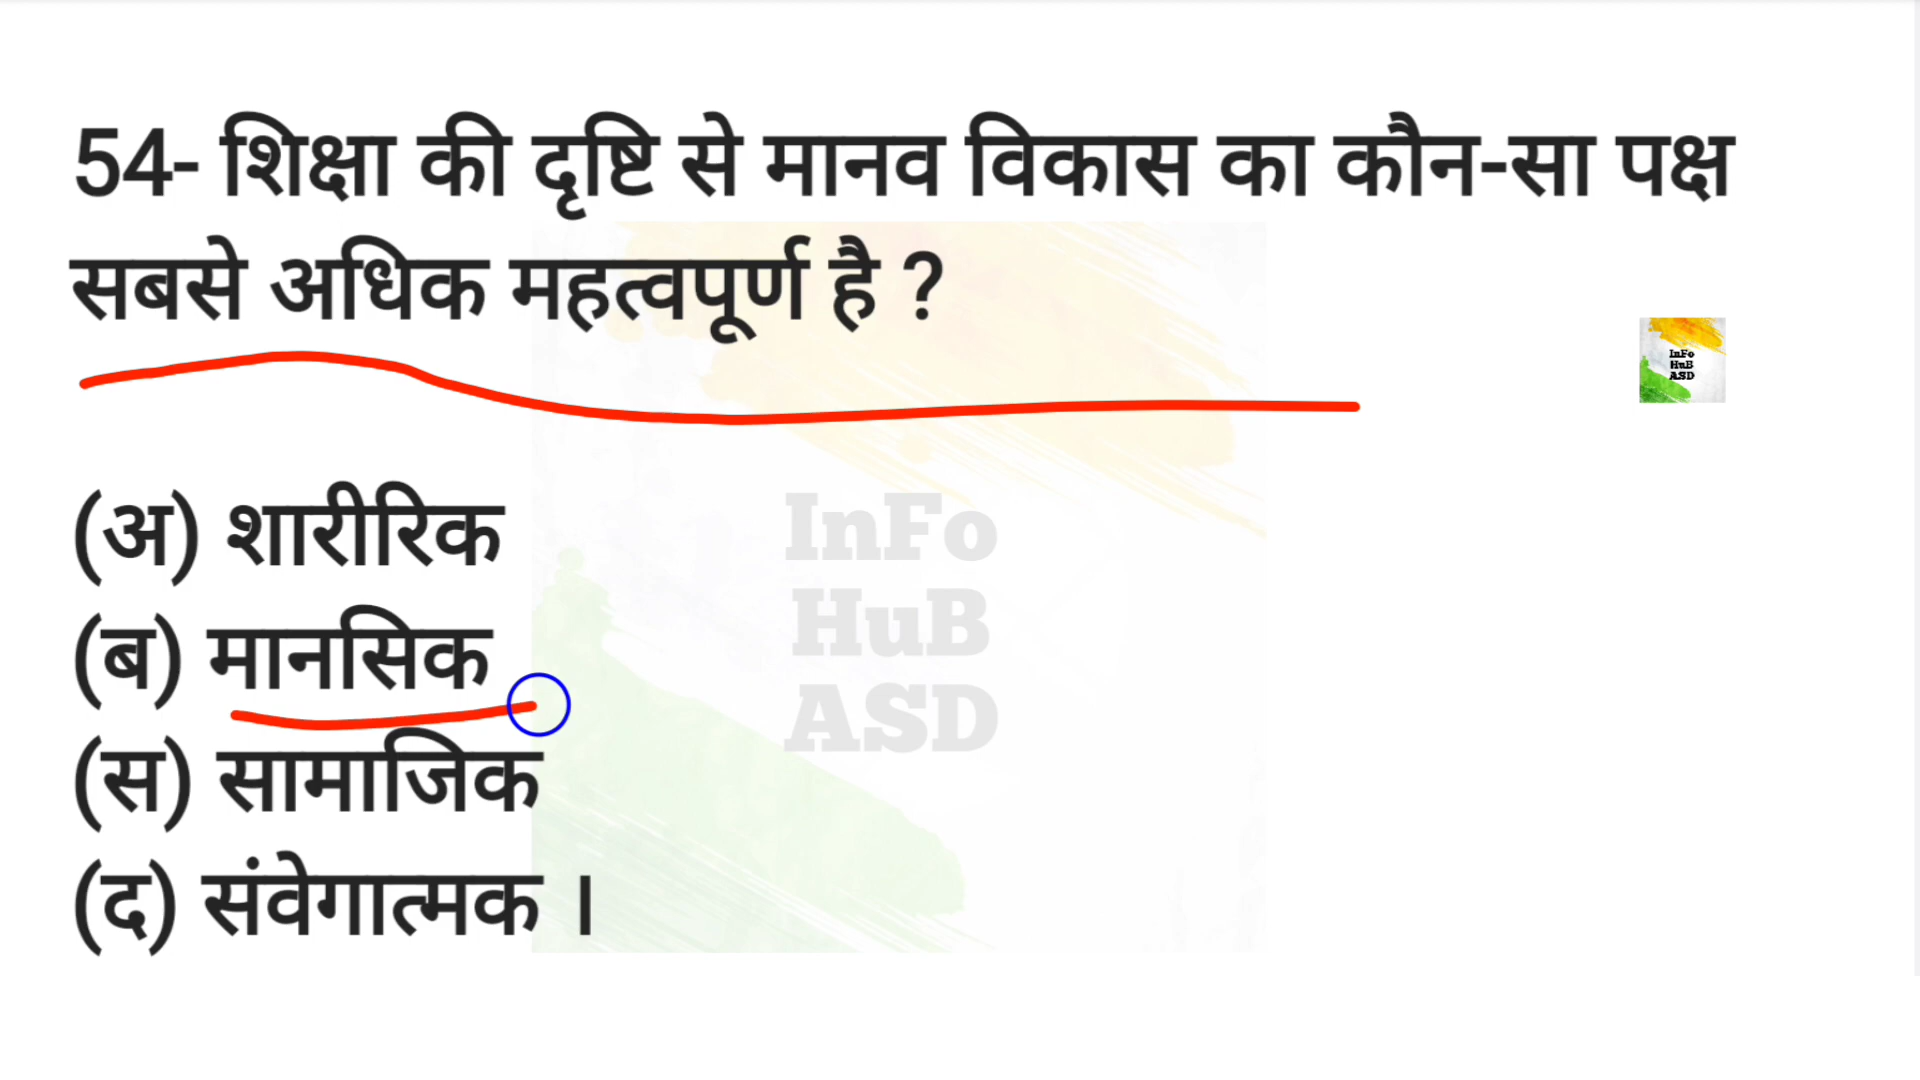 54- शिक्षा की दृष्टि से मानव विकास का कौन-सा पक्ष
सबसे अधिक महत्वपूर्ण है ?
InFo
HuB
ASD
(अ) शारीरिक
(ब) मानसिक
(स) सामाजिक
(द) संवेगात्मक ।
InFo
HuB
ASD